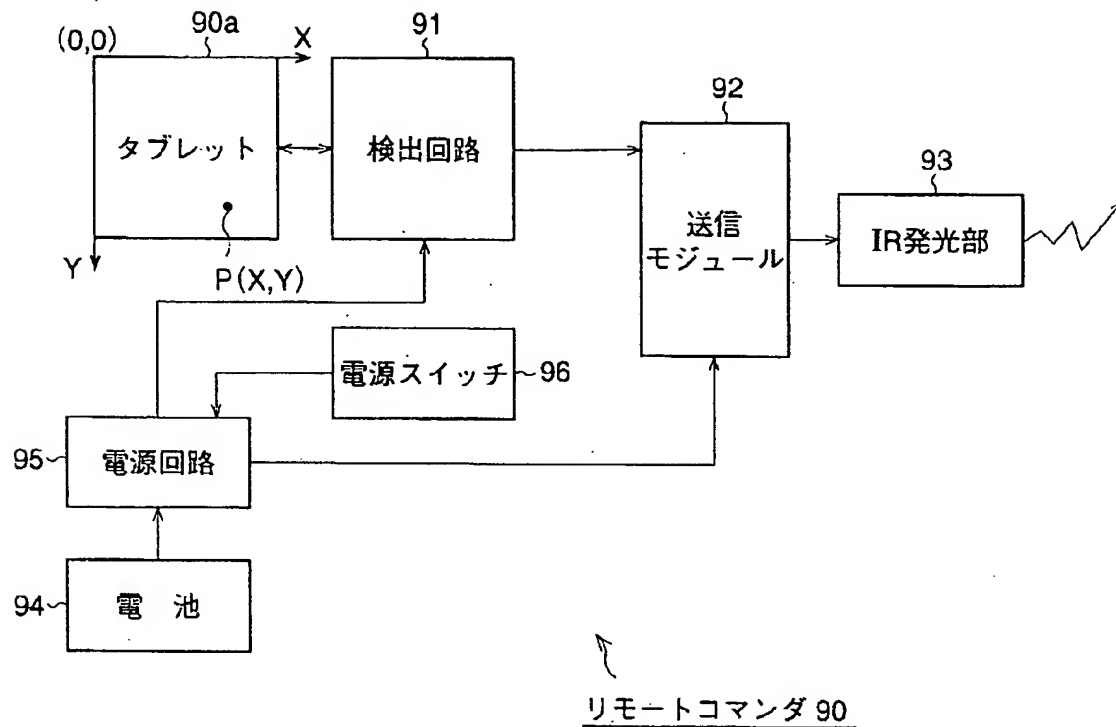 90a
(0,0)
X
91
タブレット
検出回路
92
送信
モジュール
93
IR発光部
Y
P(X,Y)
電源スイッチ
96
95
電源回路
94
電 池
リモートコマンダ 90